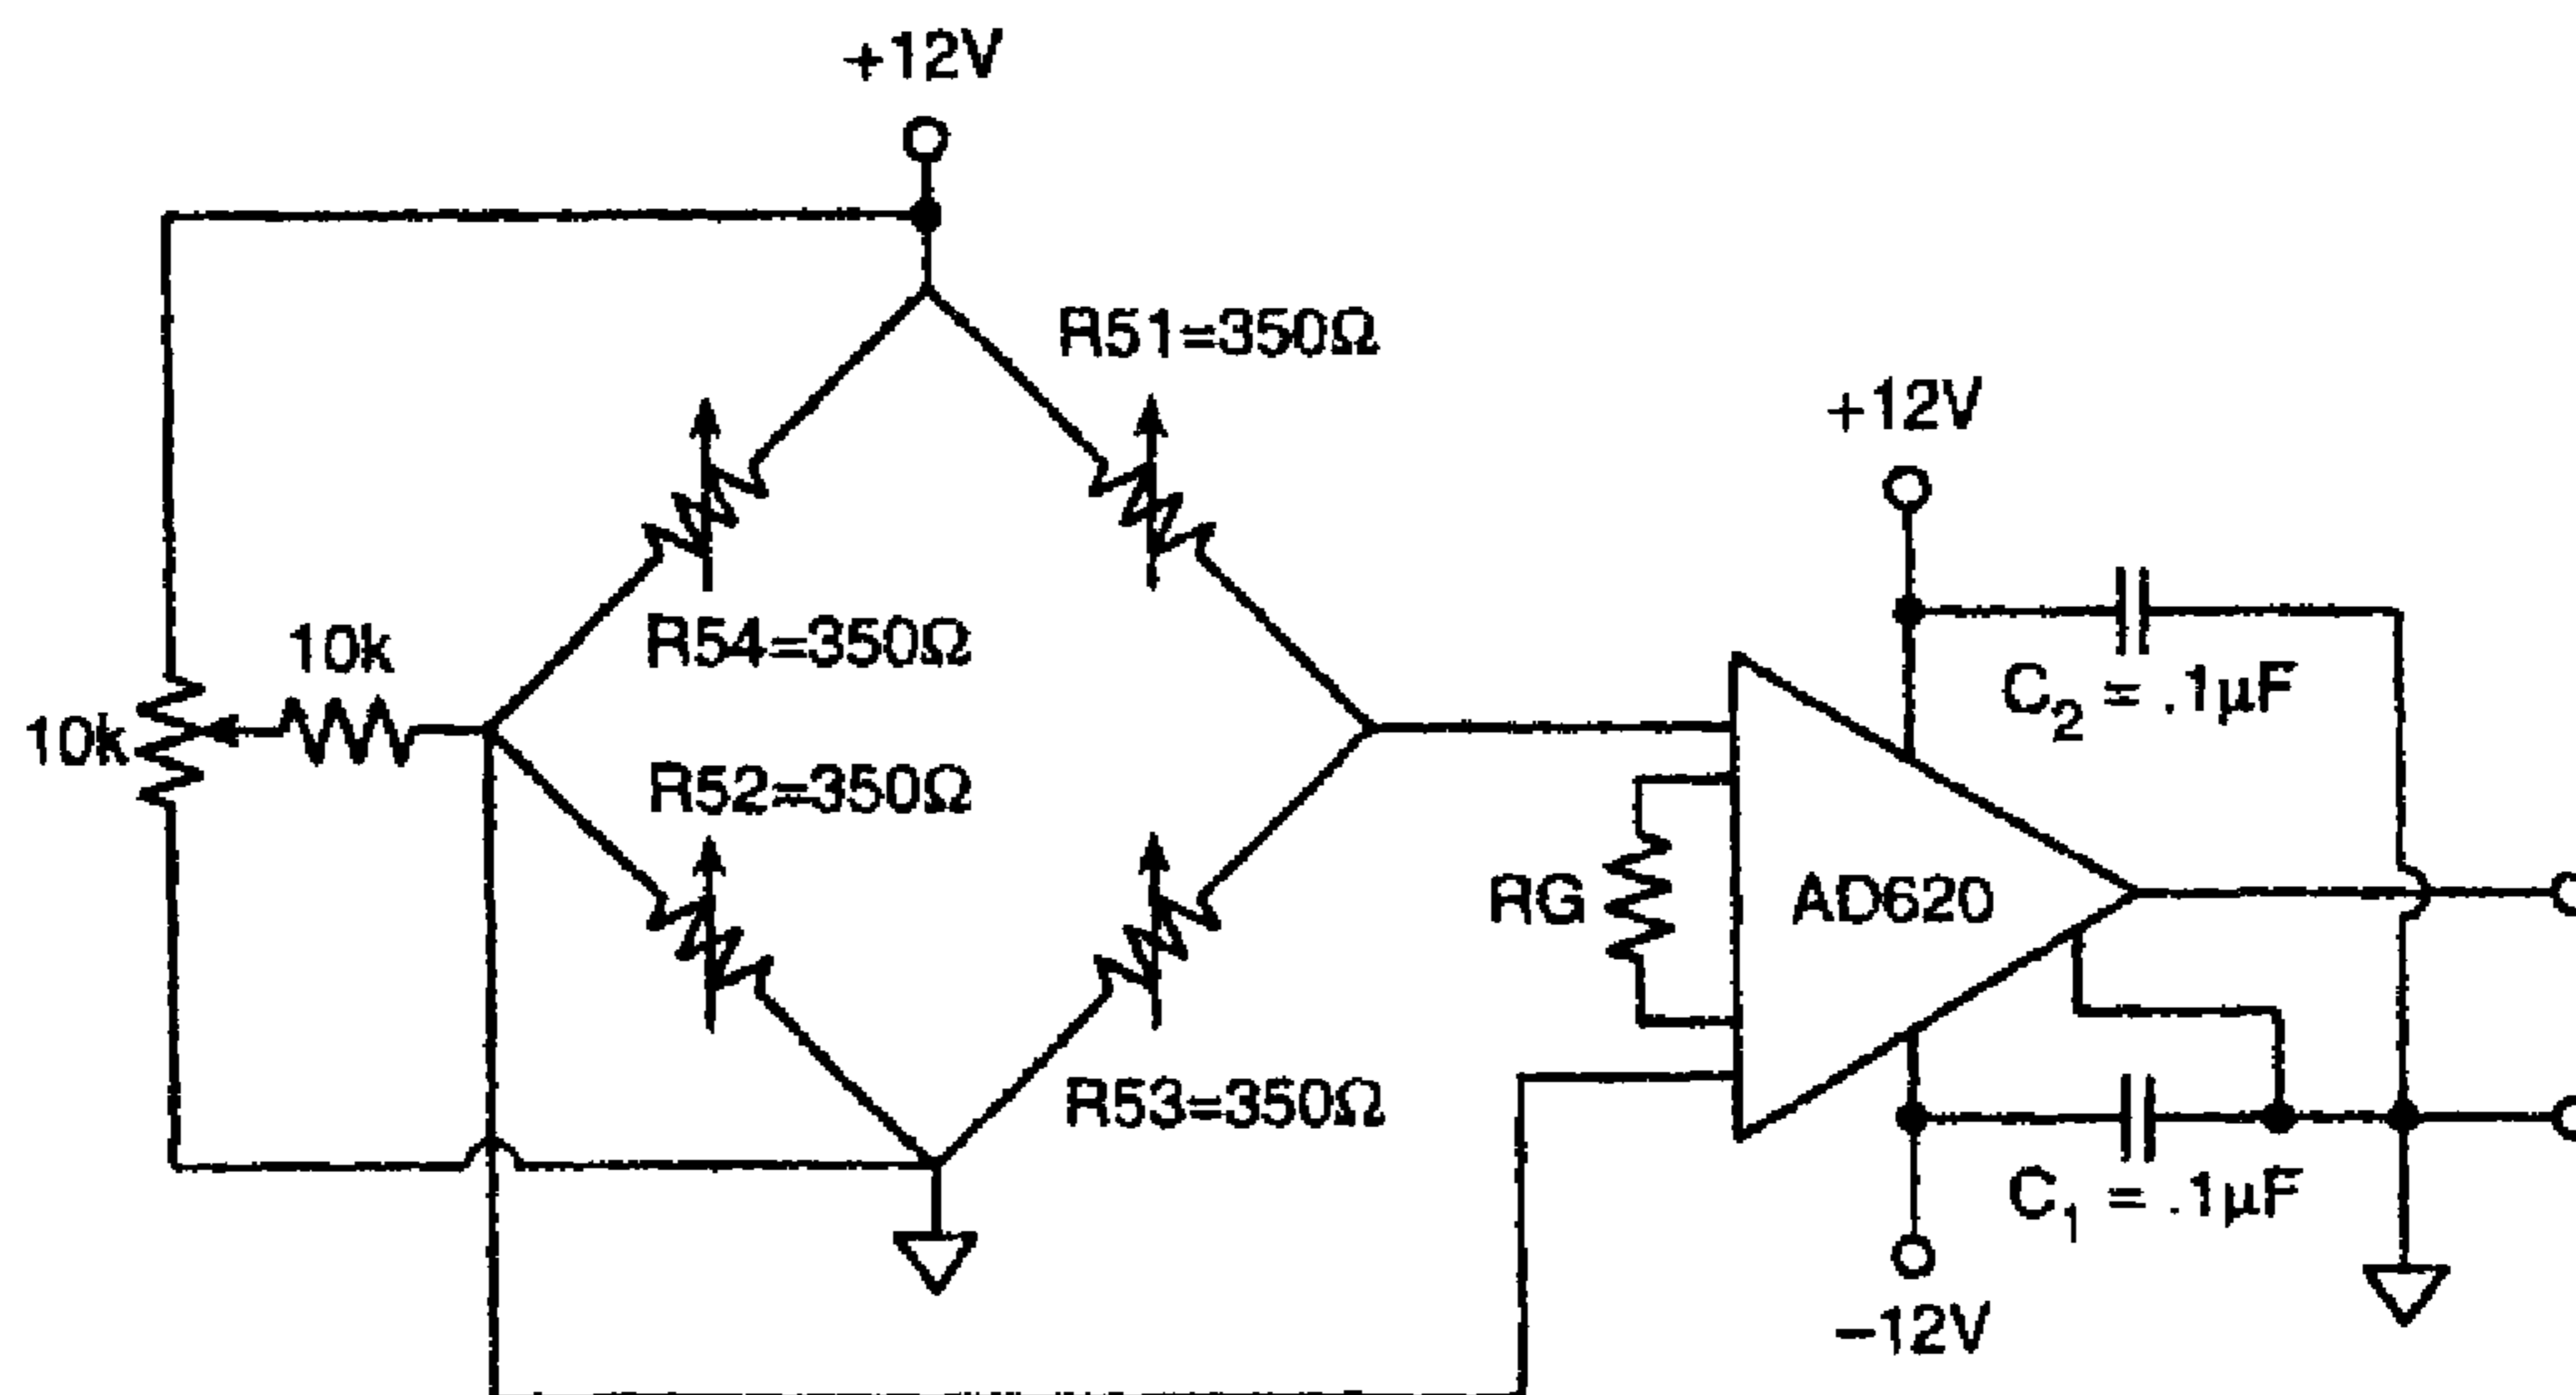 +12V
R51=350Ω
+12V
R54=350Ω
10k
C2 = .1µF
10k
R52=350Ω
RG
AD620
R53=350Ω
C1 = .1µF
−12V